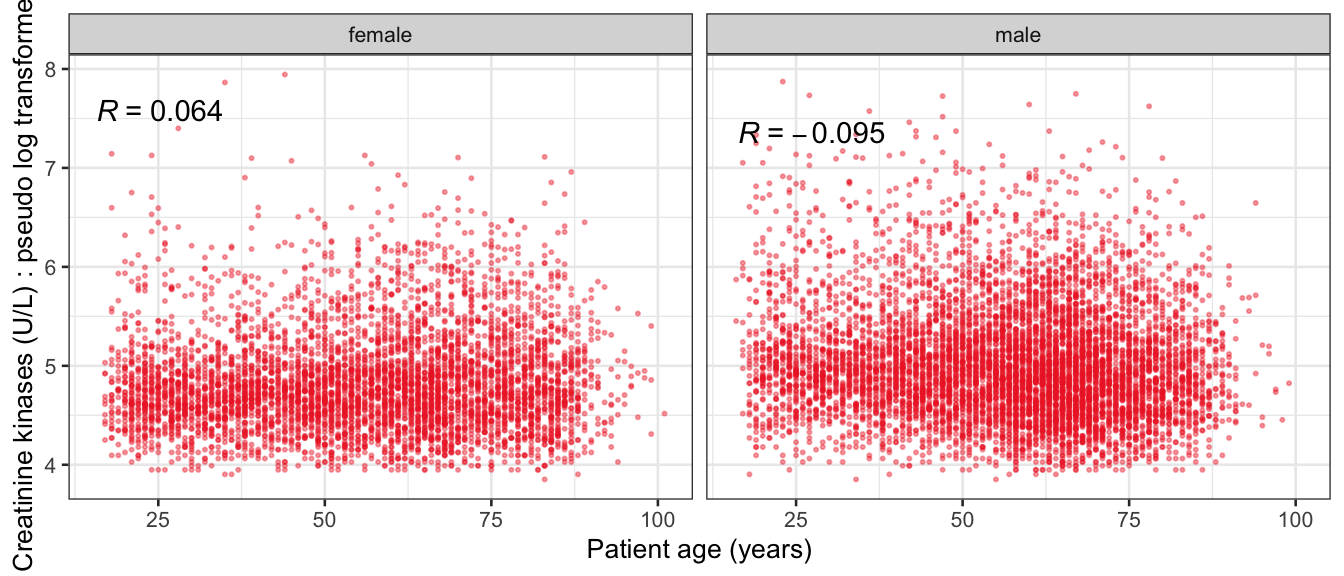 female
male
Creatinine kinases (U/L) : pseudo log transforme
8
7
6
5
4
R = 0.064
R = −0.095
25 50 75 100
25 50 75 100
Patient age (years)